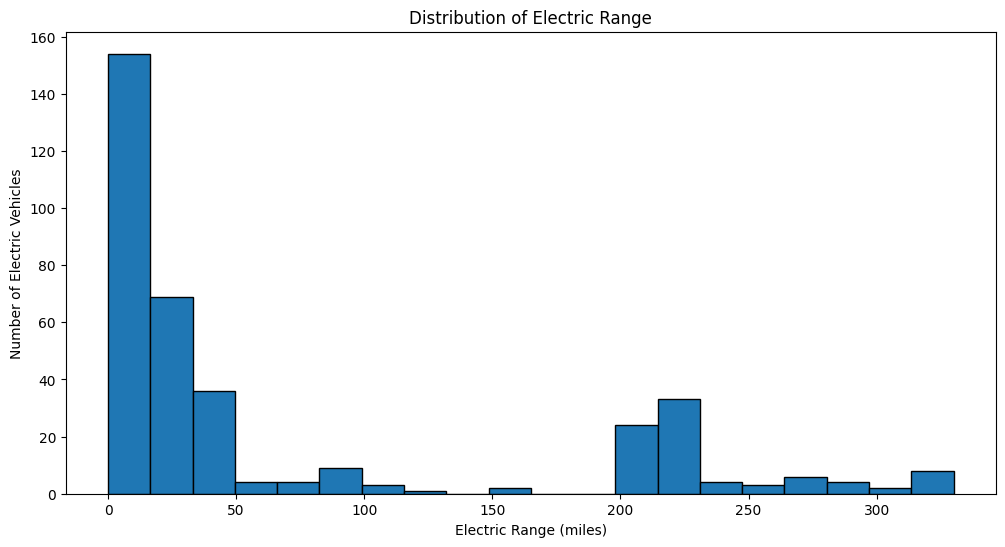 Distribution of Electric Range
160
140
120
100
80
60
40
20
0
Number of Electric Vehicles
0 50 100 150 200 250 300
Electric Range (miles)